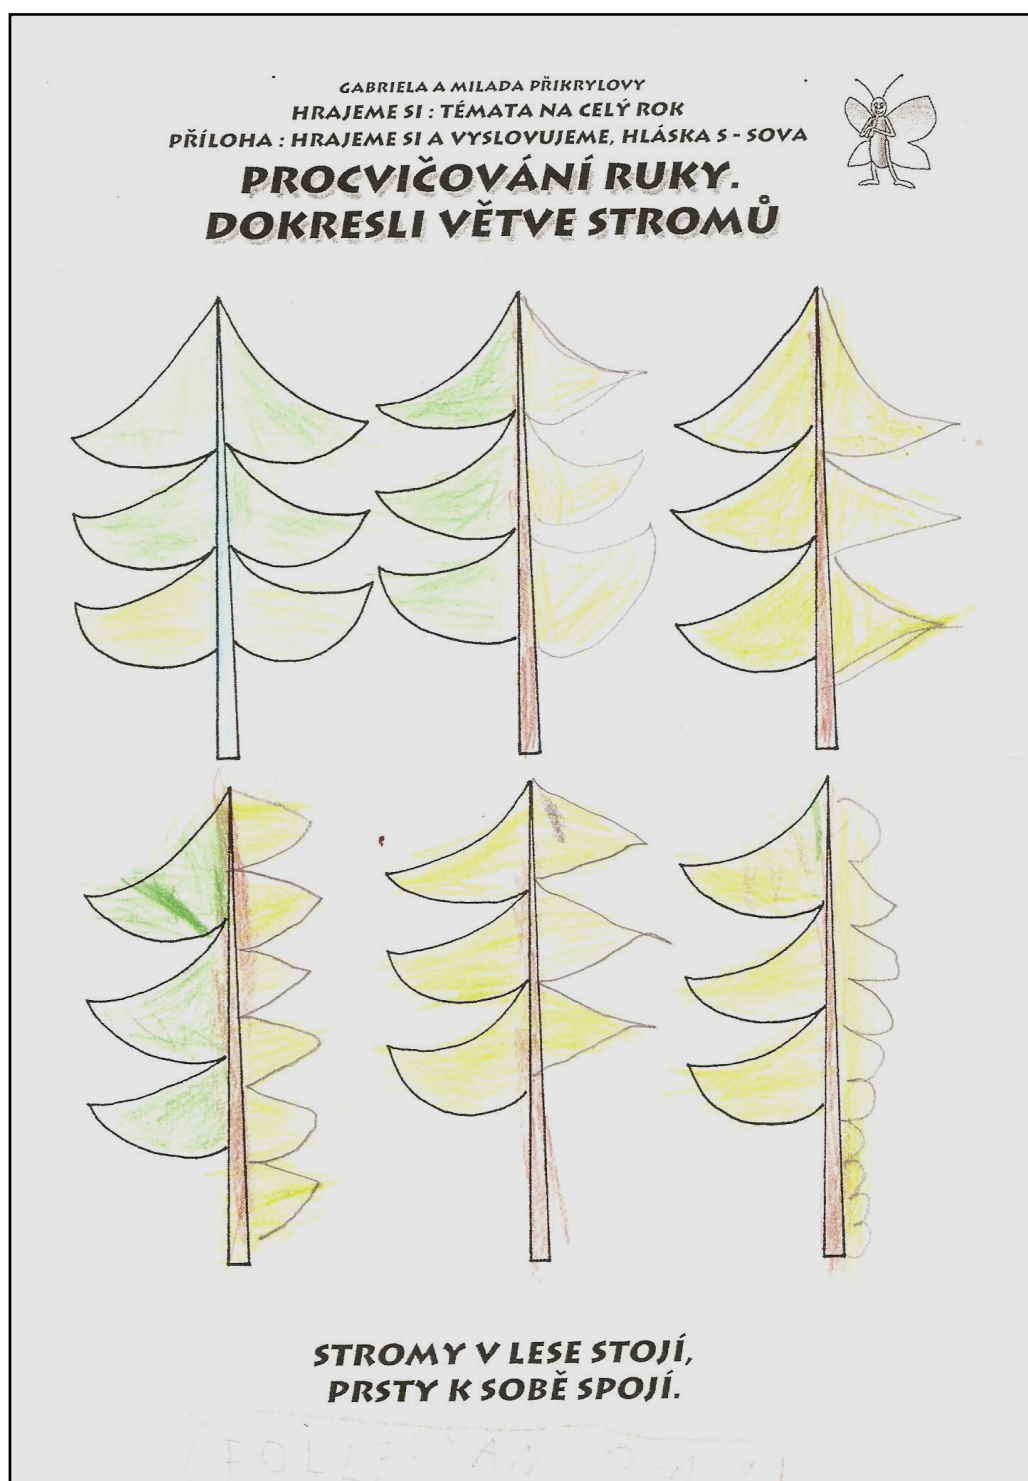 GABRIELA A MILADA PŘIKRYLOVY
HRAJEME SI : TÉMATA NA CELÝ ROK
PŘÍLOHA : HRAJEME SI A VYSLOVUJEME, HLÁSKA S - SOVA
PROCVIČOVÁNÍ RUKY.
DOKRESLI VĚTVE STROMŮ
STROMY V LESE STOJÍ,
PRSTY K SOBĚ SPOJÍ.